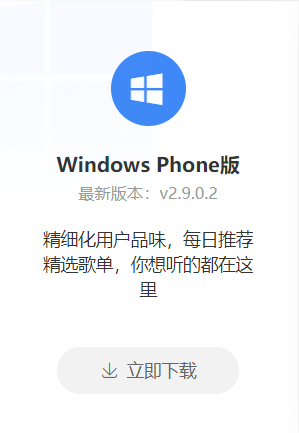 Windows Phone版
最新版本：v2.9.0.2
精细化用户品味，每日推荐
精选歌单，你想听的都在这
里
立即下载